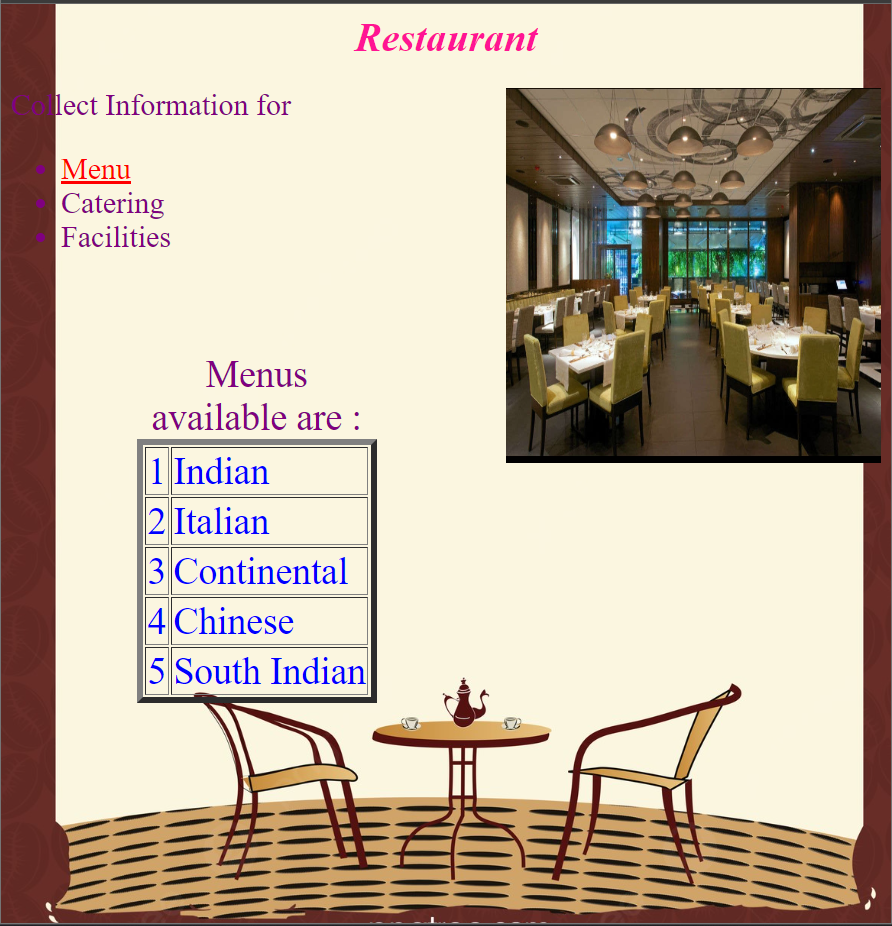 Restaurant
Collect Information for
Menu
Catering
Facilities
Menus
available are :
1 Indian
2 Italian
3 Continental
4 Chinese
5 South Indian